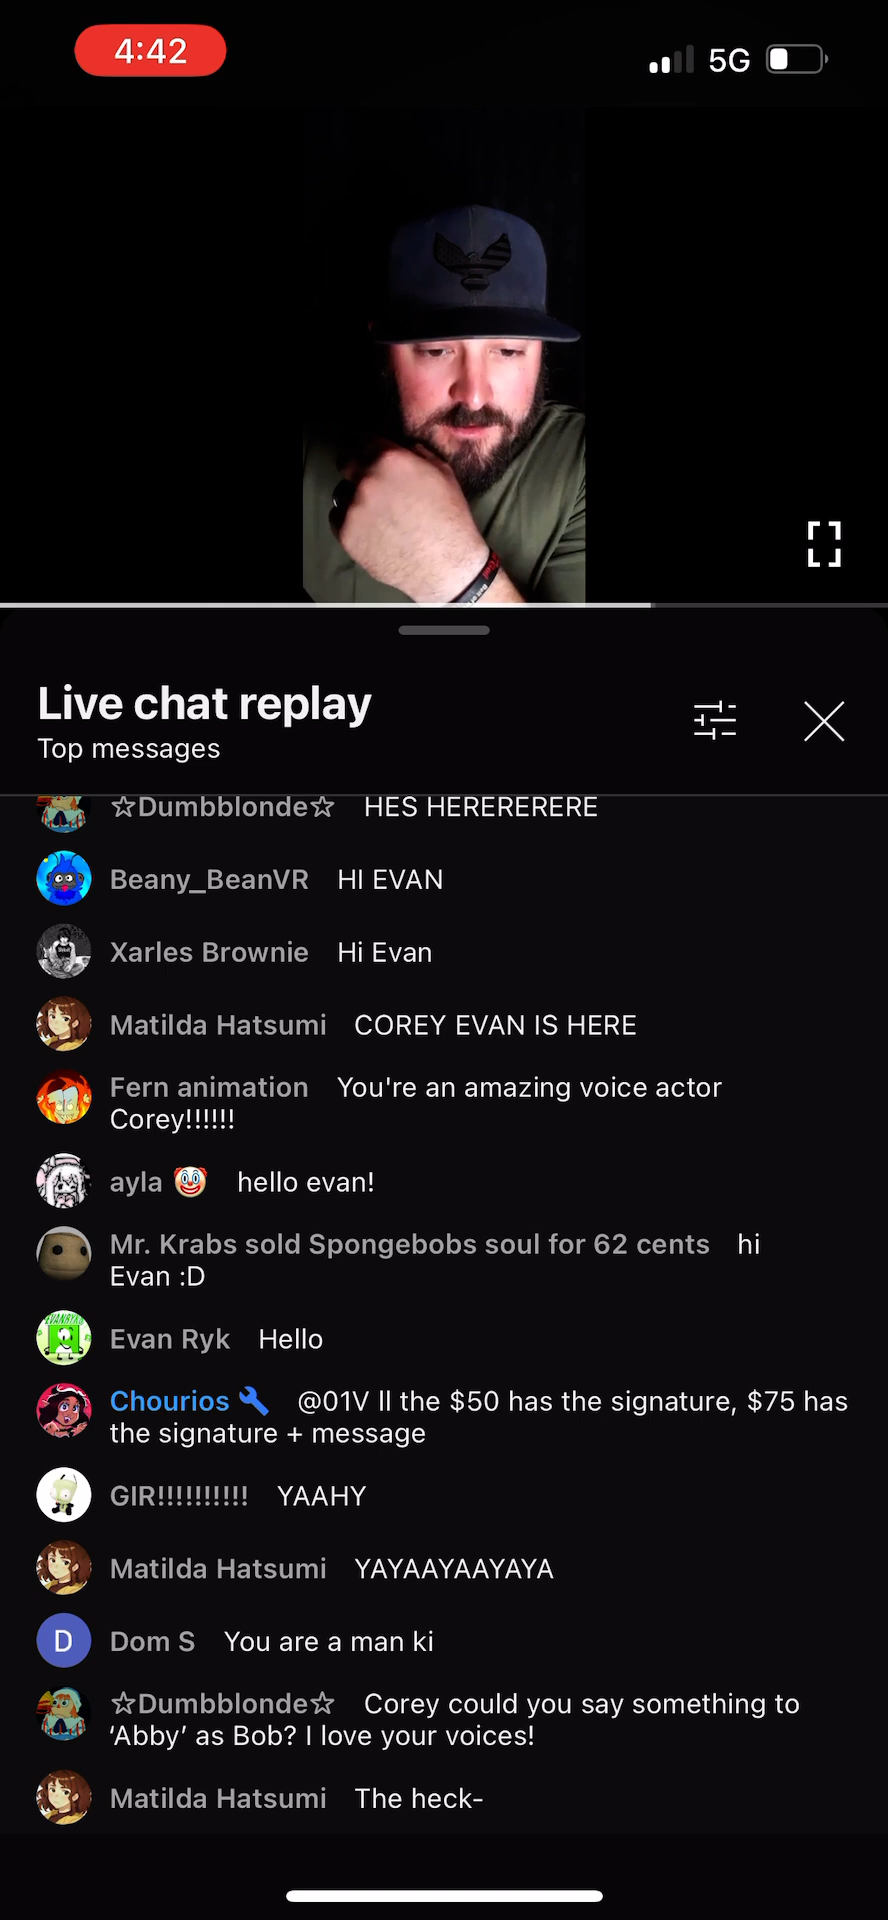 4:42
5G
Live chat replay
Top messages
☆Dumbblonde☆ HES HERERERERE
Beany_BeanVR HI EVAN
Xarles Brownie Hi Evan
Matilda Hatsumi COREY EVAN IS HERE
Fern animation You're an amazing voice actor
Corey!!!!!!
ayla 🤡 hello evan!
Mr. Krabs sold Spongebobs soul for 62 cents hi
Evan :D
EVANRYK
Evan Ryk Hello
Chourios 🔧 @01V ll the $50 has the signature, $75 has
the signature + message
GIR!!!!!!!!!! YAAHY
Matilda Hatsumi YAYAAYAAYAYA
D
Dom S You are a man ki
☆Dumbblonde☆ Corey could you say something to
‘Abby’ as Bob? I love your voices!
Matilda Hatsumi The heck-